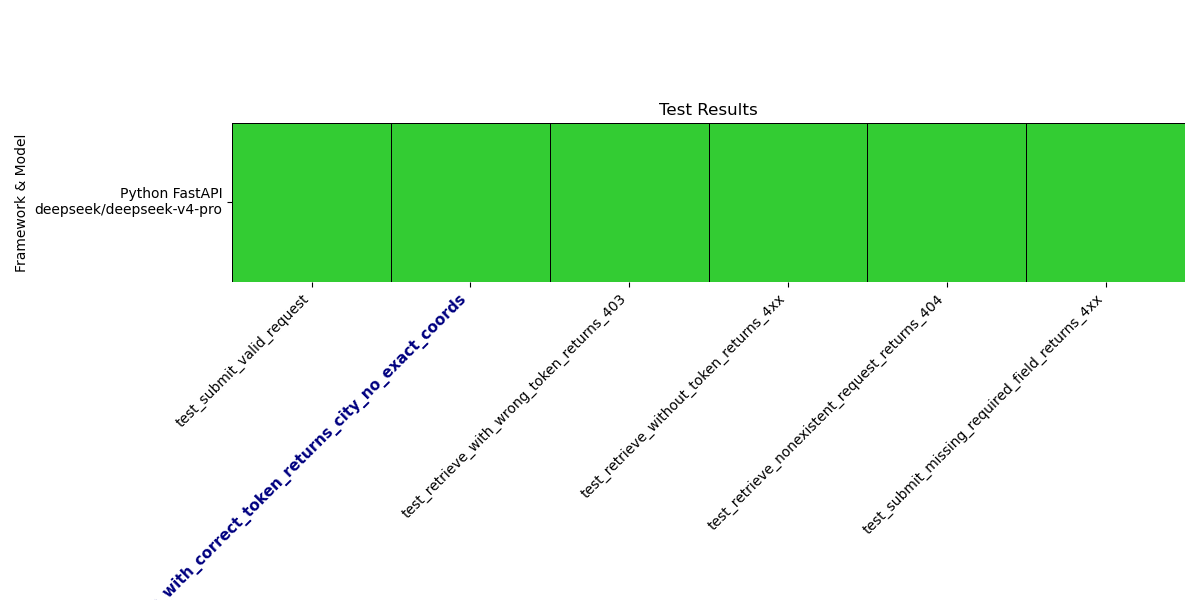 Test Results
Framework & Model
Python FastAPI
deepseek/deepseek-v4-pro
test_submit_valid_request
with_correct_token_returns_city_no_exact_coords
test_retrieve_with_wrong_token_returns_403
test_retrieve_without_token_returns_4xx
test_retrieve_nonexistent_request_returns_404
test_submit_missing_required_field_returns_4xx